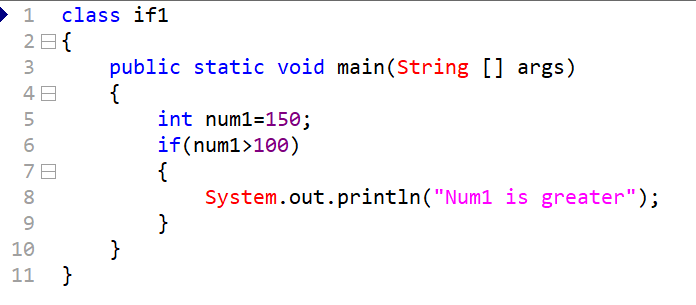 1 class if1
2 {
3     public static void main(String [] args)
4     {
5         int num1=150;
6         if(num1>100)
7         {
8             System.out.println("Num1 is greater");
9         }
10     }
11 }